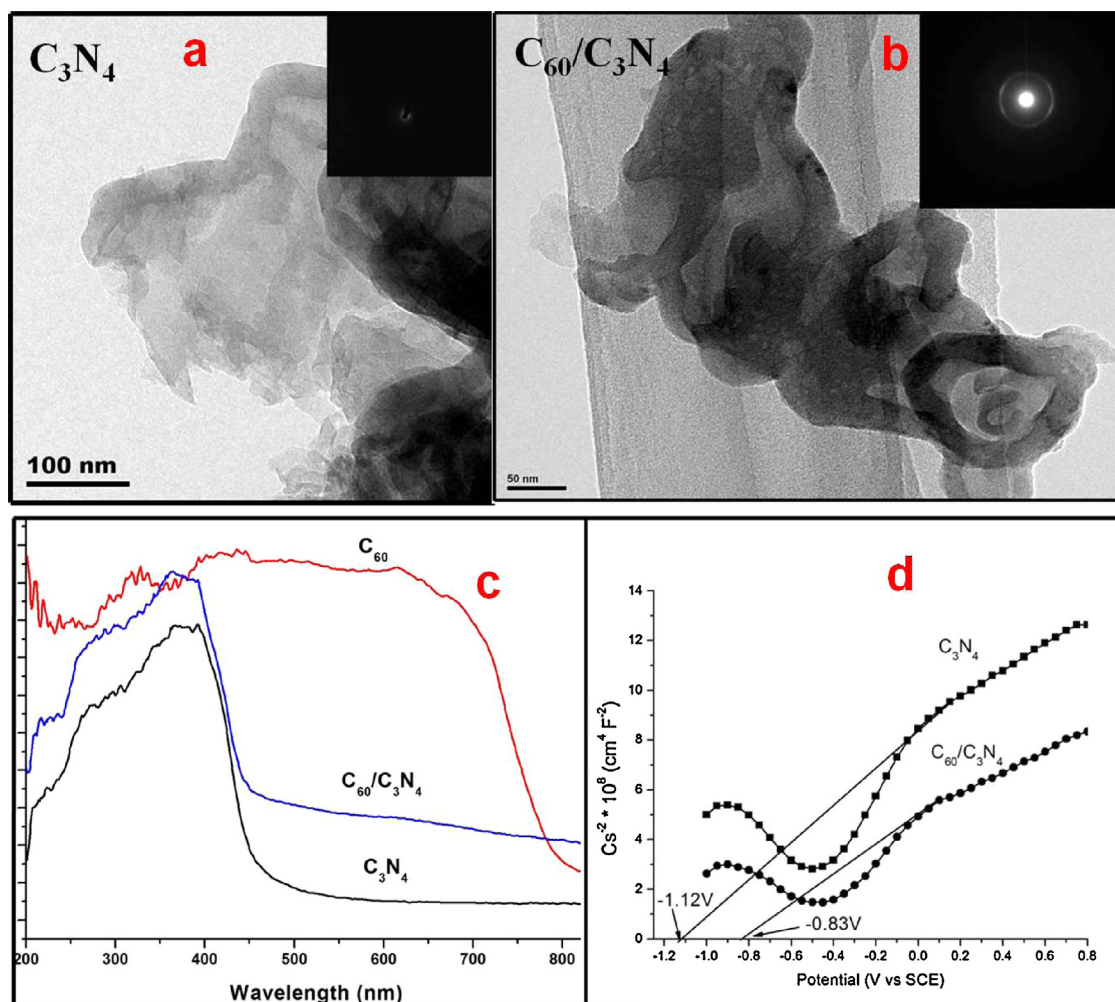 C₃N₄ a
100 nm
C₆₀/C₃N₄ b
50 nm
c
C₆₀
C₆₀/C₃N₄
C₃N₄
200 300 400 500 600 700 800
Wavelength (nm)
d
14
12
10
8
6
4
2
0
Cs⁻² * 10⁸ (cm⁴ F⁻²)
C₃N₄
C₆₀/C₃N₄
-1.12V
-0.83V
-1.2 -1.0 -0.8 -0.6 -0.4 -0.2 0.0 0.2 0.4 0.6 0.8
Potential (V vs SCE)